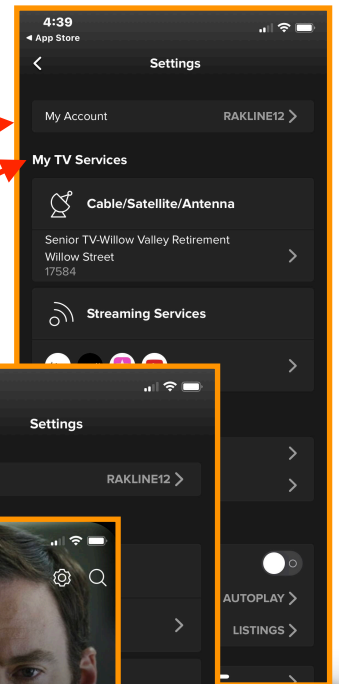 4:39
◀ App Store
Settings
My Account RAKLINE12
My TV Services
Cable/Satellite/Antenna
Senior TV-Willow Valley Retirement
Willow Street
17584
Streaming Services
Settings
RAKLINE12
AUTOPLAY
LISTINGS